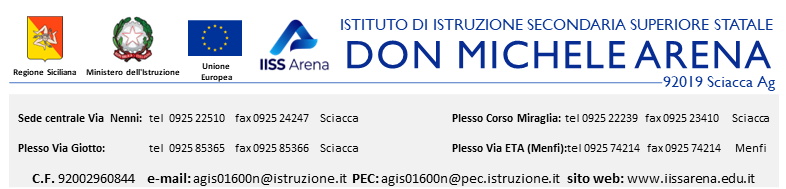 ISTITUTO DI ISTRUZIONE SECONDARIA SUPERIORE STATALE
DON MICHELE ARENA
IISS Arena
Regione Siciliana Ministero dell'Istruzione Unione Europea
92019 Sciacca Ag
Sede centrale Via Nenni: tel 0925 22510 fax 0925 24247 Sciacca Plesso Corso Miraglia: tel 0925 22239 fax 0925 23410 Sciacca
Plesso Via Giotto: tel 0925 85365 fax 0925 85366 Sciacca Plesso Via ETA (Menfi):tel 0925 74214 fax 0925 74214 Menfi
C.F. 92002960844 e-mail: agis01600n@istruzione.it PEC: agis01600n@pec.istruzione.it sito web: www.iissarena.edu.it